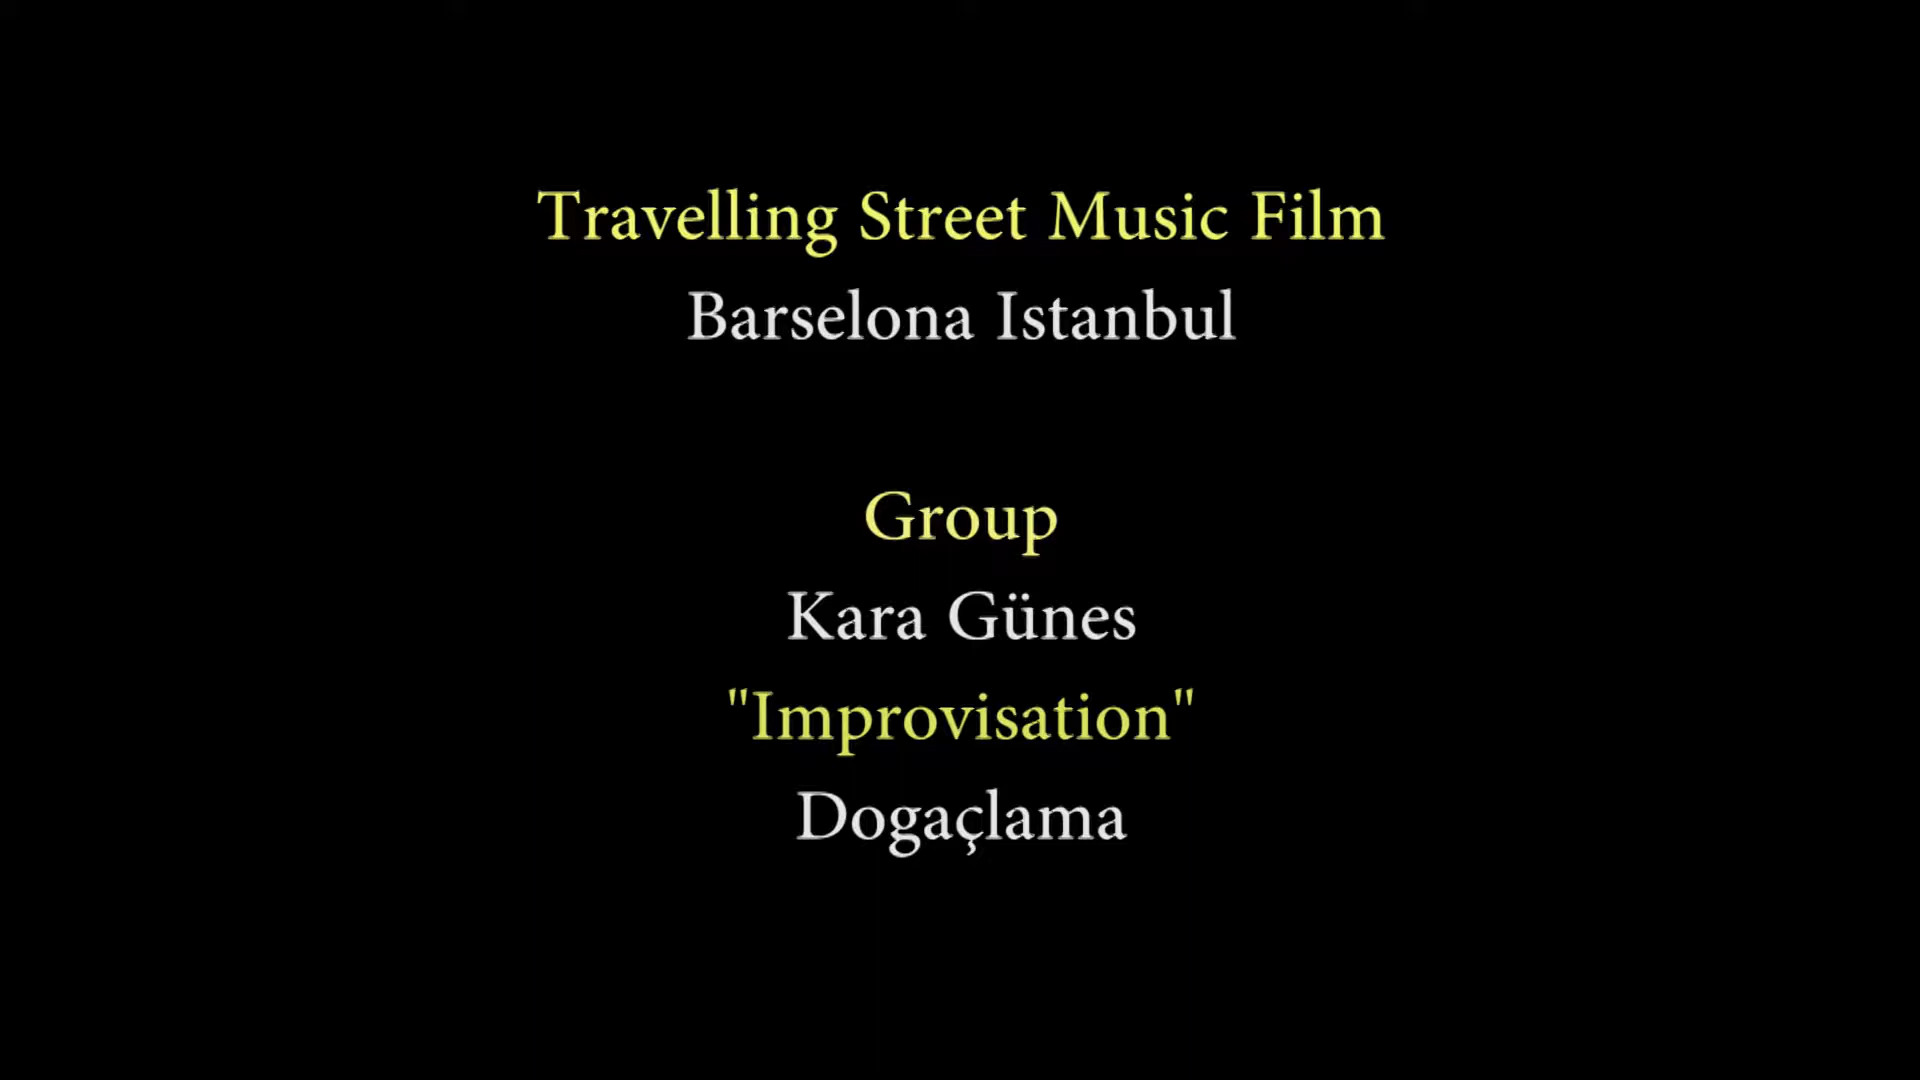 Travelling Street Music Film
Barselona Istanbul
Group
Kara Günes
"Improvisation"
Dogaçlama